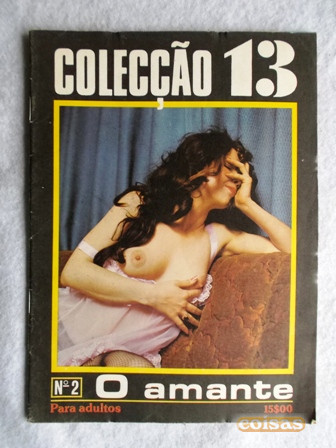 COLECÇÃO 13
Nº 2 O amante
Para adultos 15$00
coisas